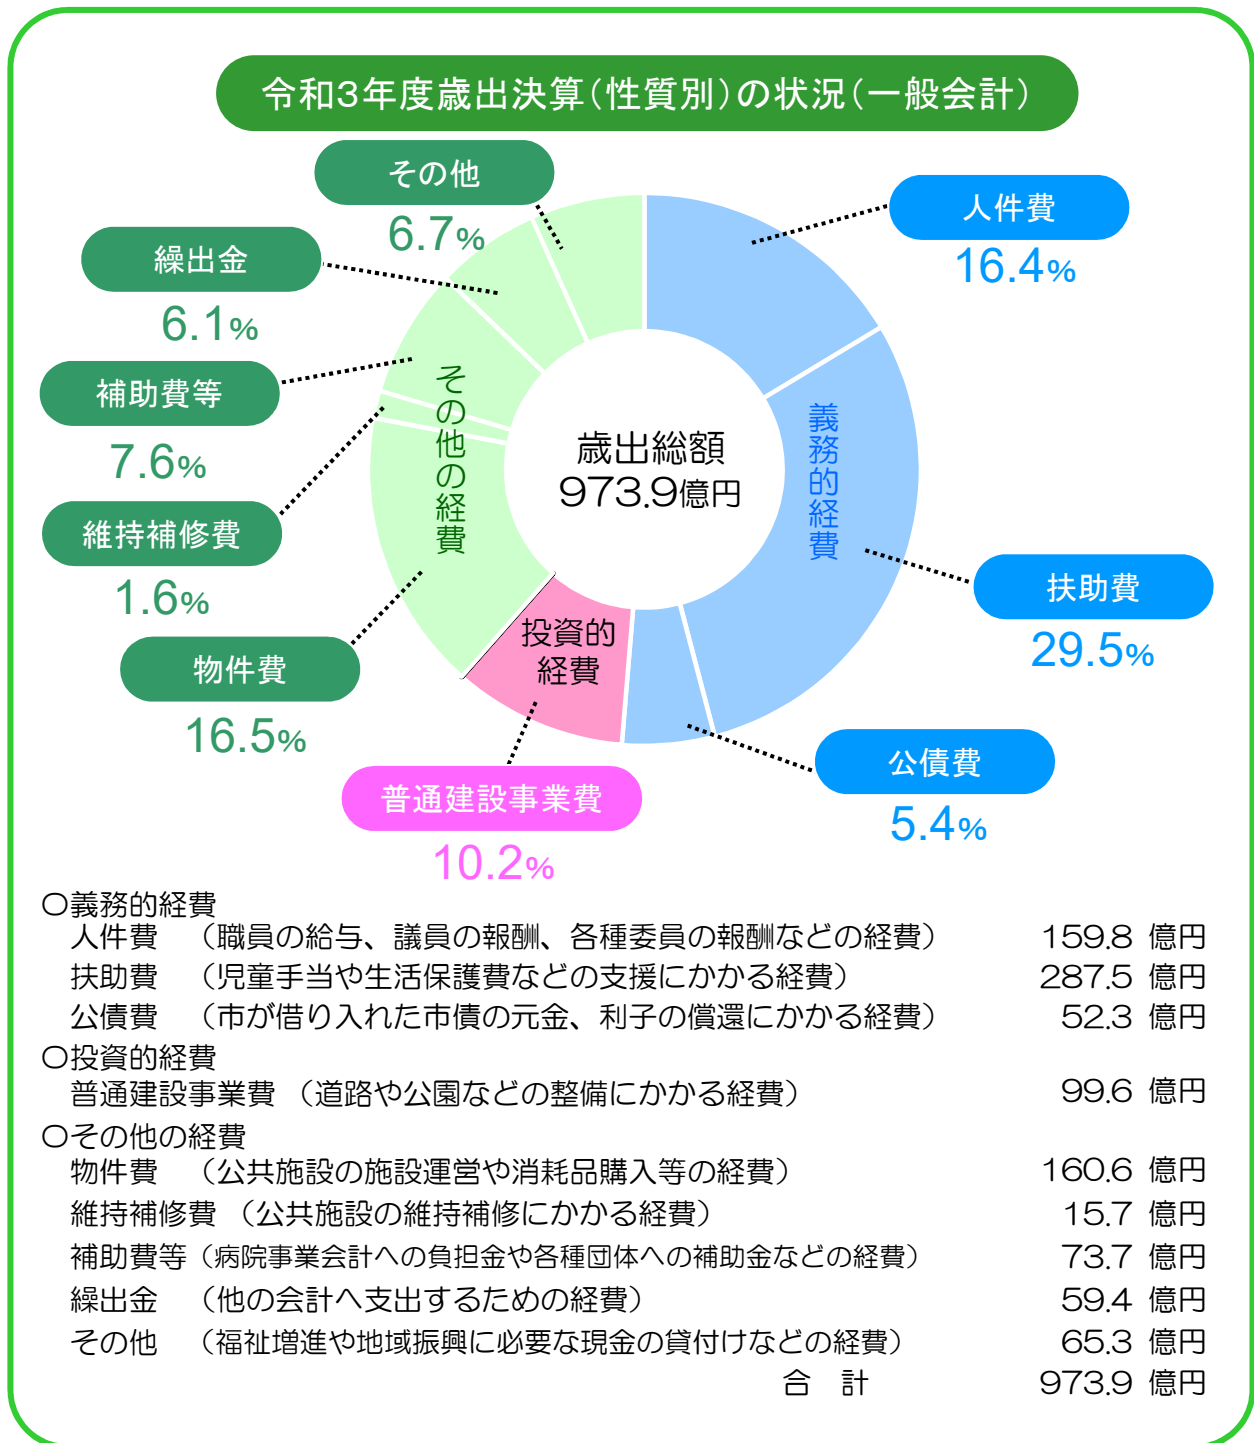 令和3年度歳出決算(性質別)の状況(一般会計)
その他
6.7%
人件費
16.4%
繰出金
6.1%
補助費等
7.6%
維持補修費
1.6%
物件費
16.5%
その他の経費
歳出総額
973.9億円
義務的経費
扶助費
29.5%
投資的
経費
公債費
5.4%
普通建設事業費
10.2%
〇義務的経費
人件費 (職員の給与、議員の報酬、各種委員の報酬などの経費) 159.8 億円
扶助費 (児童手当や生活保護費などの支援にかかる経費) 287.5 億円
公債費 (市が借り入れた市債の元金、利子の償還にかかる経費) 52.3 億円
〇投資的経費
普通建設事業費 (道路や公園などの整備にかかる経費) 99.6 億円
〇その他の経費
物件費 (公共施設の施設運営や消耗品購入等の経費) 160.6 億円
維持補修費 (公共施設の維持補修にかかる経費) 15.7 億円
補助費等(病院事業会計への負担金や各種団体への補助金などの経費) 73.7 億円
繰出金 (他の会計へ支出するための経費) 59.4 億円
その他 (福祉増進や地域振興に必要な現金の貸付けなどの経費) 65.3 億円
合 計 973.9 億円